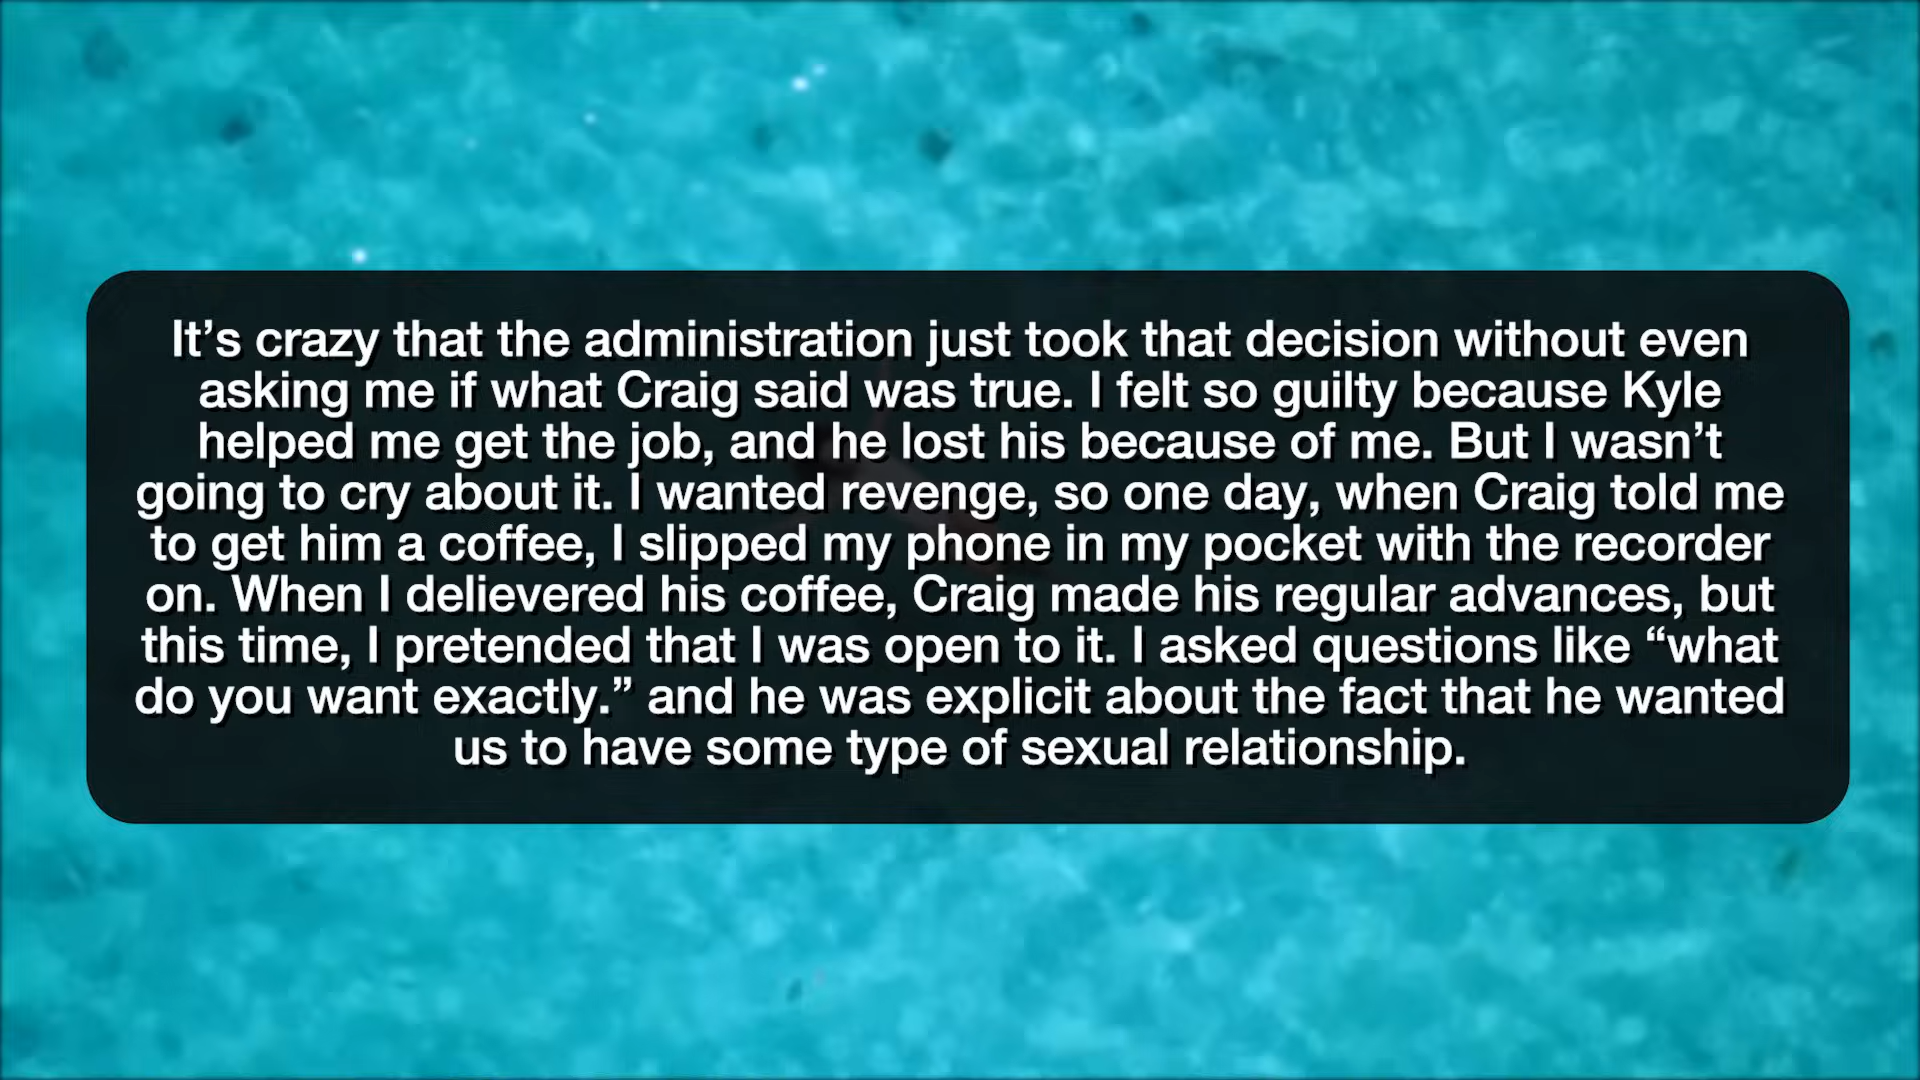 It’s crazy that the administration just took that decision without even
asking me if what Craig said was true. I felt so guilty because Kyle
helped me get the job, and he lost his because of me. But I wasn’t
going to cry about it. I wanted revenge, so one day, when Craig told me
to get him a coffee, I slipped my phone in my pocket with the recorder
on. When I delievered his coffee, Craig made his regular advances, but
this time, I pretended that I was open to it. I asked questions like “what
do you want exactly.” and he was explicit about the fact that he wanted
us to have some type of sexual relationship.